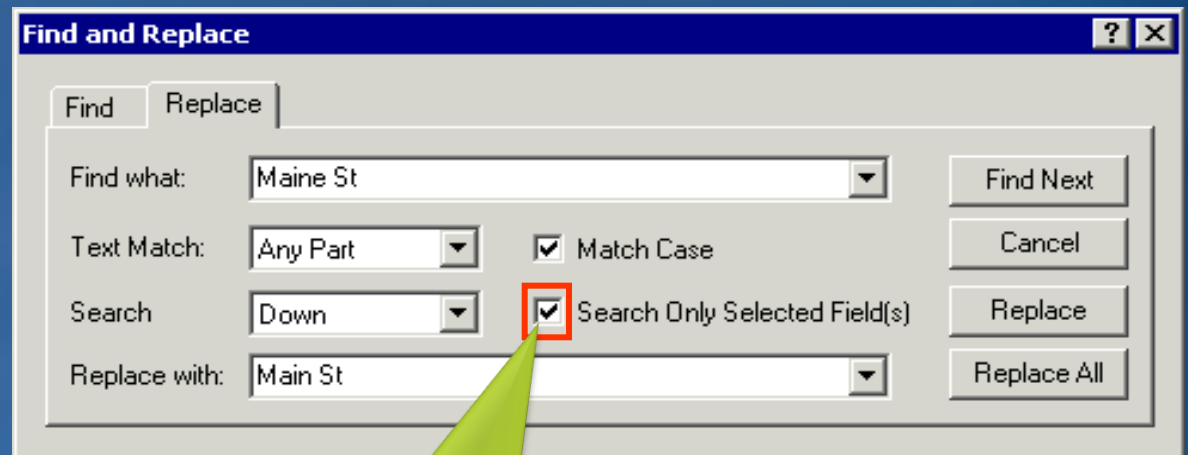 Find and Replace
Find Replace
Find what: Maine St Find Next
Text Match: Any Part Match Case Cancel
Search Down Search Only Selected Field(s) Replace
Replace with: Main St Replace All